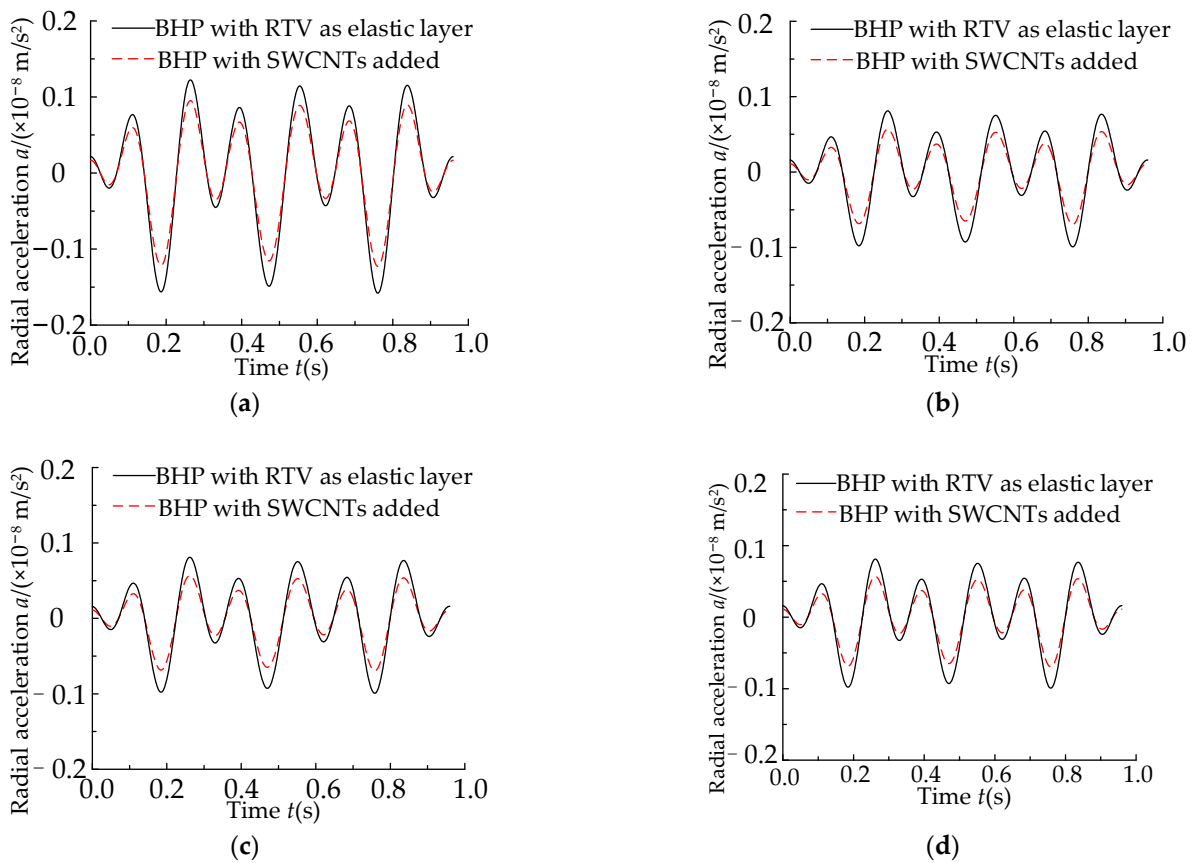 Radial acceleration a/(×10⁻⁸ m/s²)
0.2
0.1
0
−0.1
−0.2
BHP with RTV as elastic layer
BHP with SWCNTs added
0.0 0.2 0.4 0.6 0.8 1.0
Time t(s)
(a)
Radial acceleration a/(×10⁻⁸ m/s²)
0.2
0.1
0
− 0.1
− 0.2
BHP with RTV as elastic layer
BHP with SWCNTs added
0.0 0.2 0.4 0.6 0.8 1.0
Time t(s)
(b)
Radial acceleration a/(×10⁻⁸ m/s²)
0.2
0.1
0
− 0.1
− 0.2
BHP with RTV as elastic layer
BHP with SWCNTs added
0.0 0.2 0.4 0.6 0.8 1.0
Time t(s)
(c)
Radial acceleration a/(×10⁻⁸ m/s²)
0.2
0.1
0
− 0.1
− 0.2
BHP with RTV as elastic layer
BHP with SWCNTs added
0.0 0.2 0.4 0.6 0.8 1.0
Time t(s)
(d)